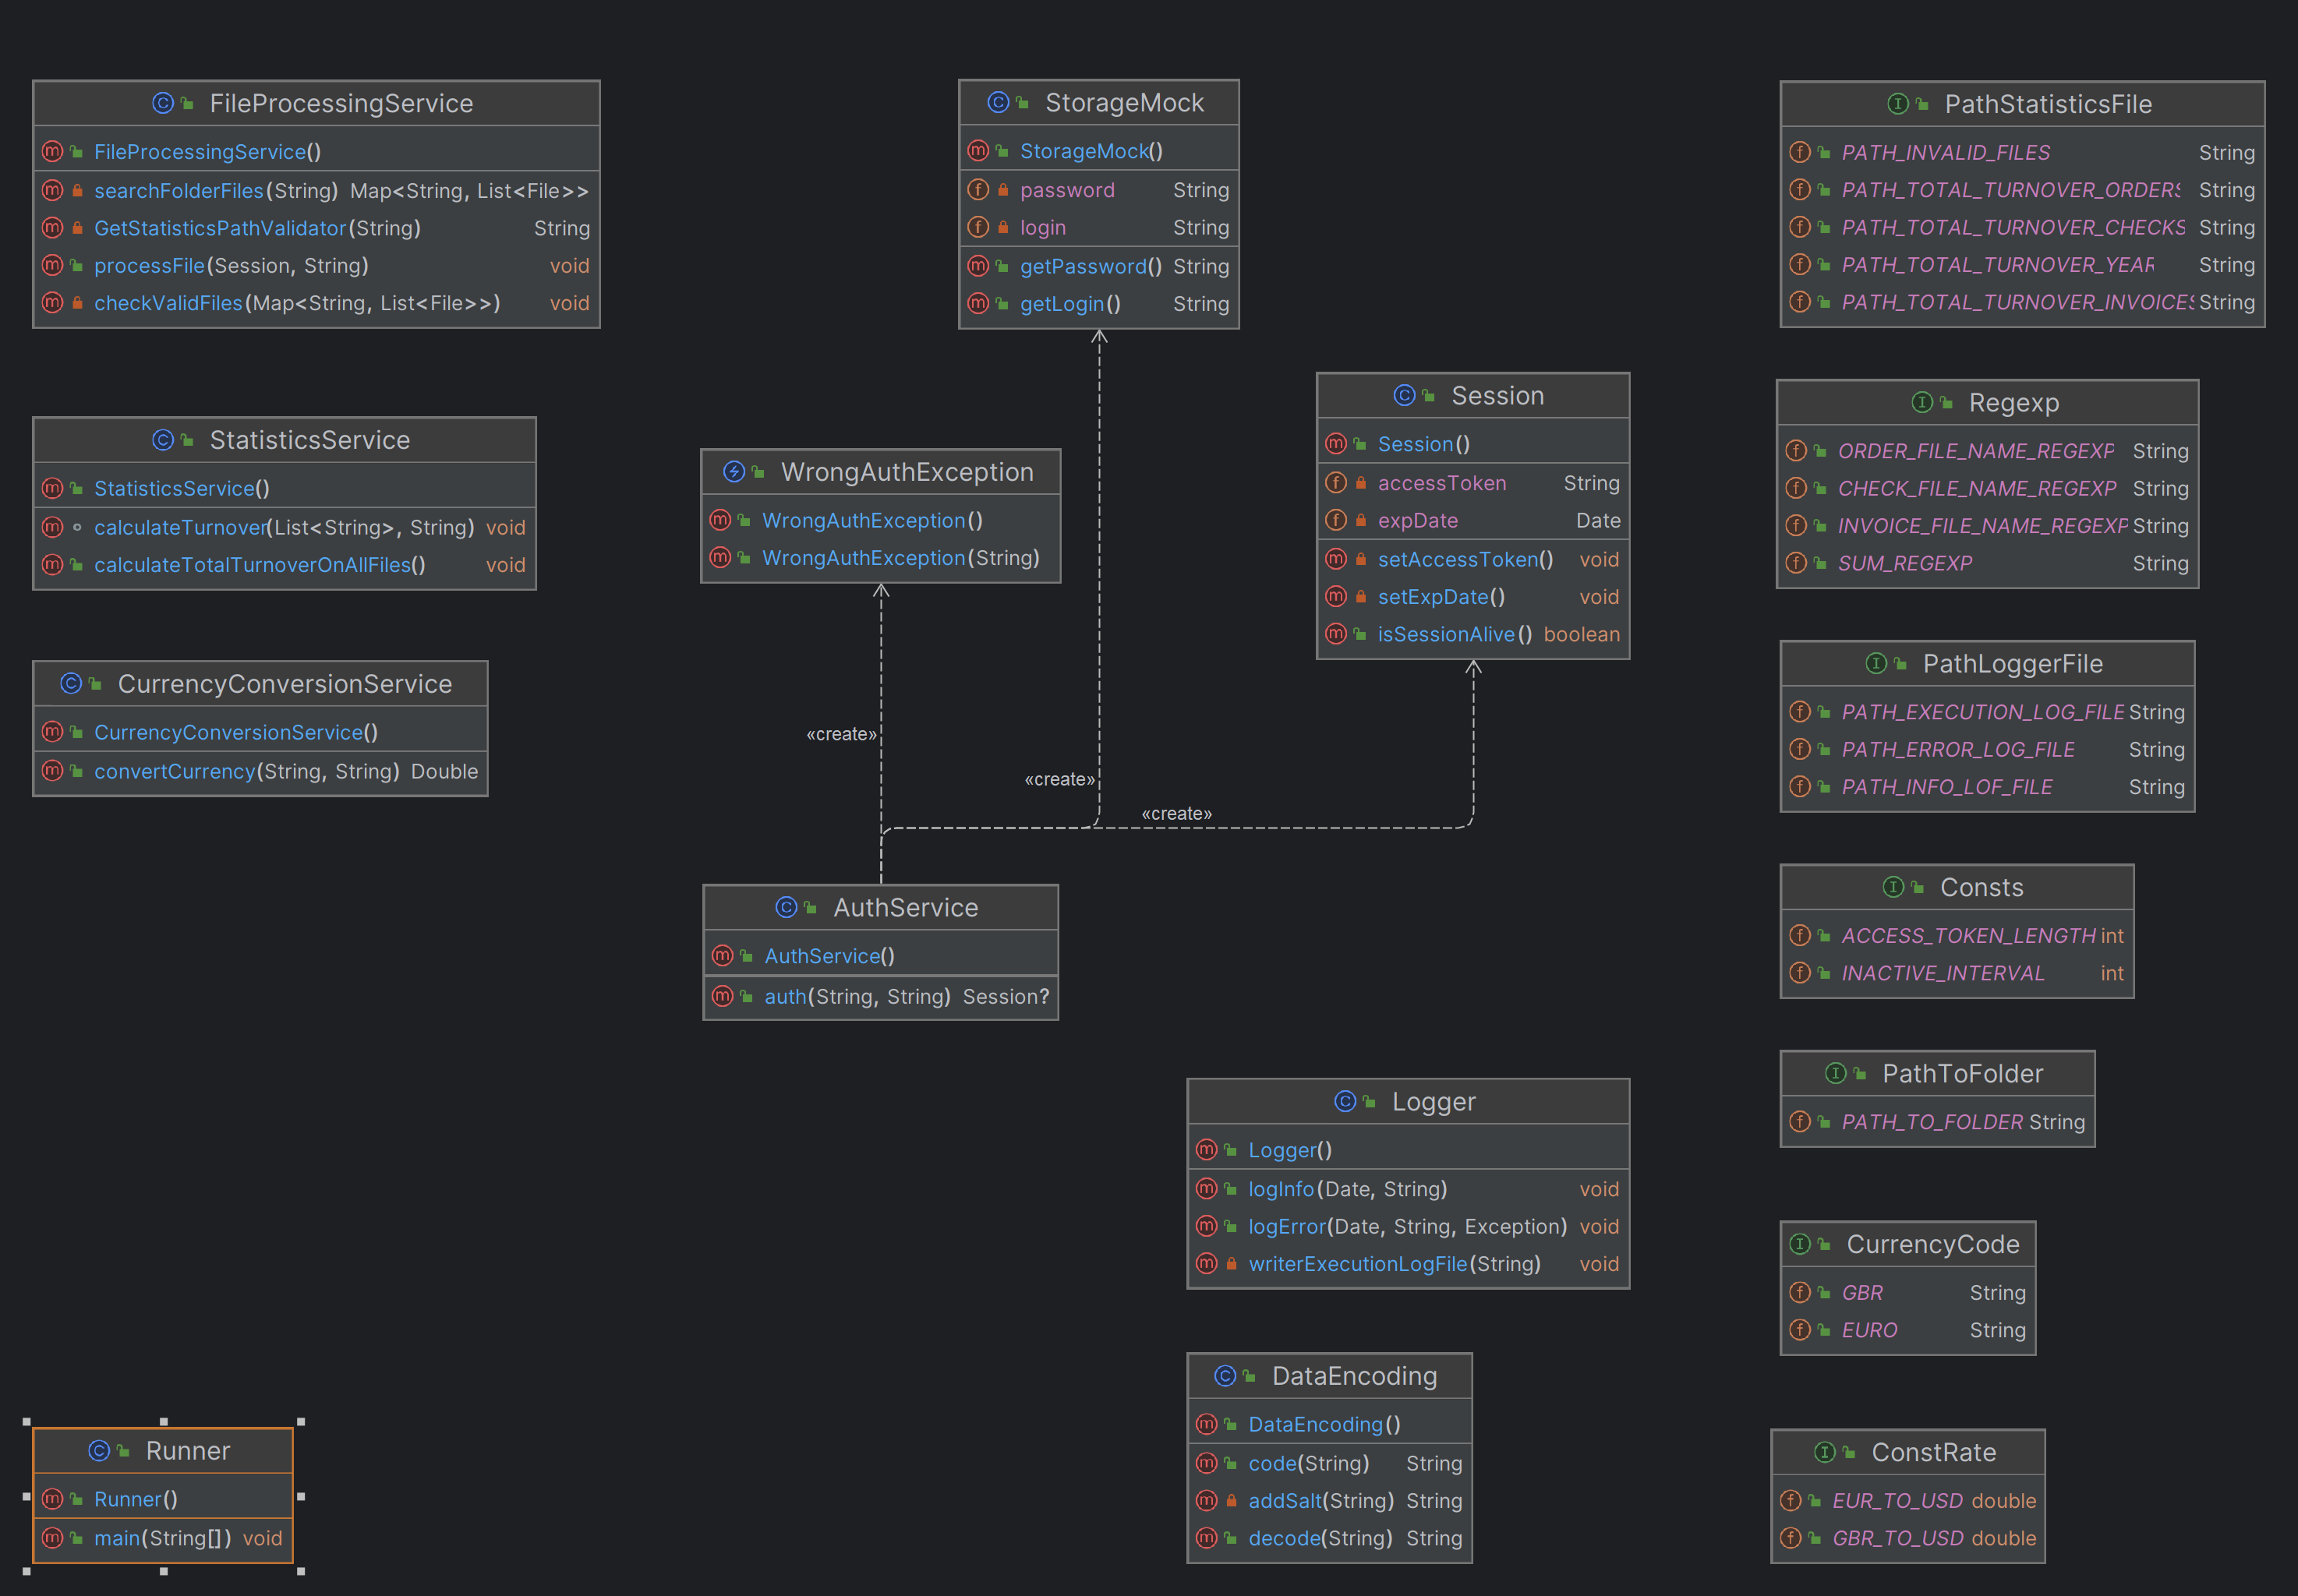 FileProcessingService
FileProcessingService()
searchFolderFiles(String) Map<String, List<File>>
GetStatisticsPathValidator(String) String
processFile(Session, String) void
checkValidFiles(Map<String, List<File>>) void
StatisticsService
StatisticsService()
calculateTurnover(List<String>, String) void
calculateTotalTurnoverOnAllFiles() void
CurrencyConversionService
CurrencyConversionService()
convertCurrency(String, String) Double
Runner
Runner()
main(String[]) void
StorageMock
StorageMock()
password String
login String
getPassword() String
getLogin() String
WrongAuthException
WrongAuthException()
WrongAuthException(String)
Session
Session()
accessToken String
expDate Date
setAccessToken() void
setExpDate() void
isSessionAlive() boolean
«create»
«create»
«create»
AuthService
AuthService()
auth(String, String) Session?
Logger
Logger()
logInfo(Date, String) void
logError(Date, String, Exception) void
writerExecutionLogFile(String) void
DataEncoding
DataEncoding()
code(String) String
addSalt(String) String
decode(String) String
PathStatisticsFile
PATH_INVALID_FILES String
PATH_TOTAL_TURNOVER_ORDERS String
PATH_TOTAL_TURNOVER_CHECKS String
PATH_TOTAL_TURNOVER_YEAR String
PATH_TOTAL_TURNOVER_INVOICES String
Regexp
ORDER_FILE_NAME_REGEXP String
CHECK_FILE_NAME_REGEXP String
INVOICE_FILE_NAME_REGEXP String
SUM_REGEXP String
PathLoggerFile
PATH_EXECUTION_LOG_FILE String
PATH_ERROR_LOG_FILE String
PATH_INFO_LOF_FILE String
Consts
ACCESS_TOKEN_LENGTH int
INACTIVE_INTERVAL int
PathToFolder
PATH_TO_FOLDER String
CurrencyCode
GBR String
EURO String
ConstRate
EUR_TO_USD double
GBR_TO_USD double